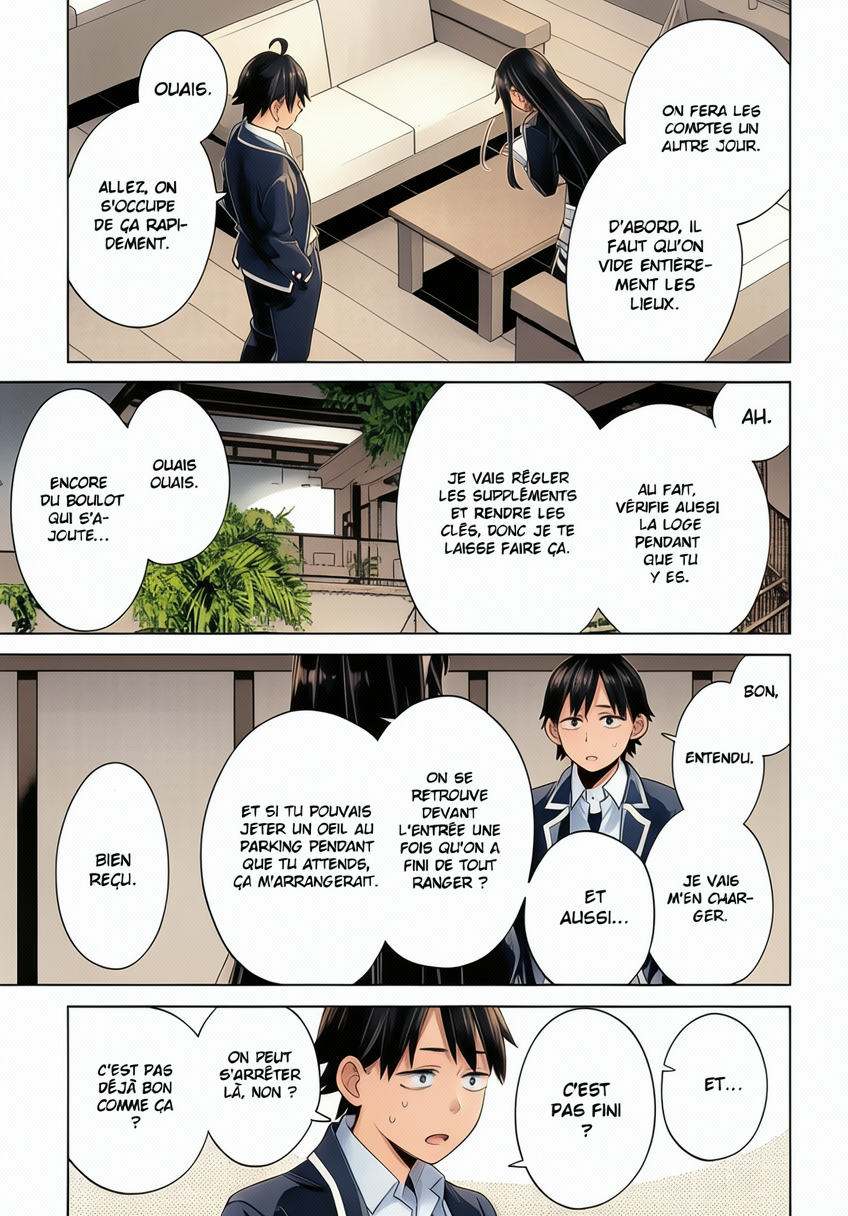 ON FERA LES
COMPTES UN
AUTRE JOUR.
D'ABORD, IL
FAUT QU'ON
VIDE ENTIÈRE-
MENT LES
LIEUX.
OUAIS.
ALLEZ, ON
S'OCCUPE
DE ÇA RAPI-
DEMENT.
AH.
AU FAIT,
VÉRIFIE AUSSI
LA LOGE
PENDANT
QUE TU
Y ES.
JE VAIS RÉGLER
LES SUPPLÉMENTS
ET RENDRE LES
CLÉS, DONC JE TE
LAISSE FAIRE ÇA.
OUAIS
OUAIS.
ENCORE
DU BOULOT
QUI S'A-
JOUTE...
BON,
ENTENDU.
JE VAIS
M'EN CHAR-
GER.
ET
AUSSI...
ON SE
RETROUVE
DEVANT
L'ENTRÉE UNE
FOIS QU'ON A
FINI DE TOUT
RANGER ?
ET SI TU POUVAIS
JETER UN OEIL AU
PARKING PENDANT
QUE TU ATTENDS,
ÇA M'ARRANGERAIT.
BIEN
REÇU.
ET...
C'EST
PAS FINI
?
ON PEUT
S'ARRÊTER
LÀ, NON ?
C'EST PAS
DÉJÀ BON
COMME ÇA
?